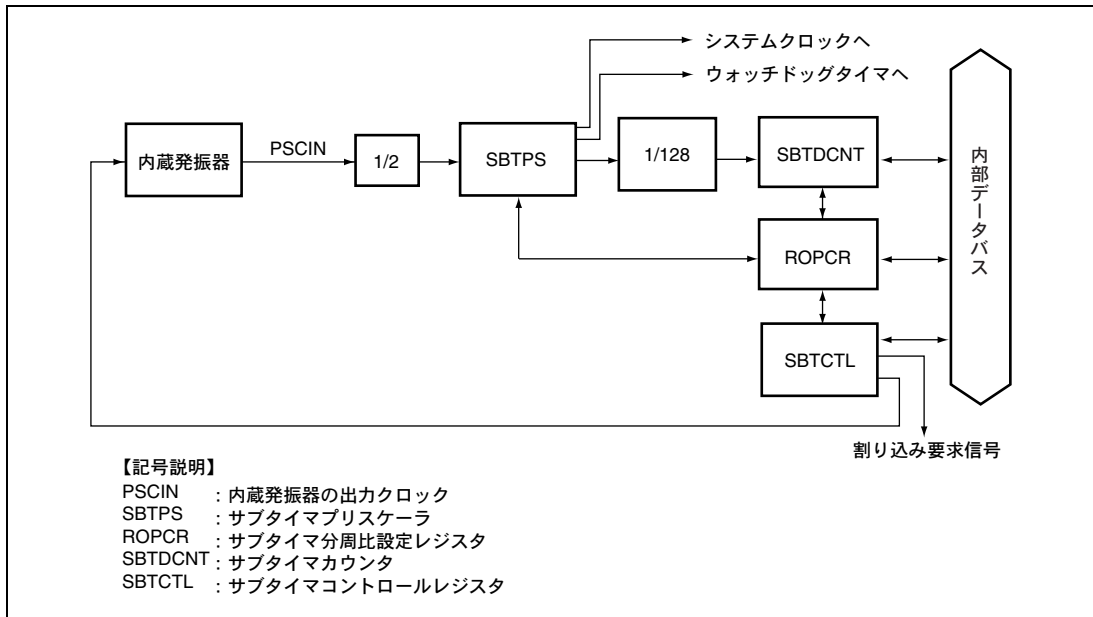 システムクロックへ
ウォッチドッグタイマへ
内蔵発振器
PSCIN
1/2
SBTPS
1/128
SBTDCNT
ROPCR
SBTCTL
内部データバス
割り込み要求信号
【記号説明】
PSCIN : 内蔵発振器の出力クロック
SBTPS : サブタイマプリスケーラ
ROPCR : サブタイマ分周比設定レジスタ
SBTDCNT : サブタイマカウンタ
SBTCTL : サブタイマコントロールレジスタ